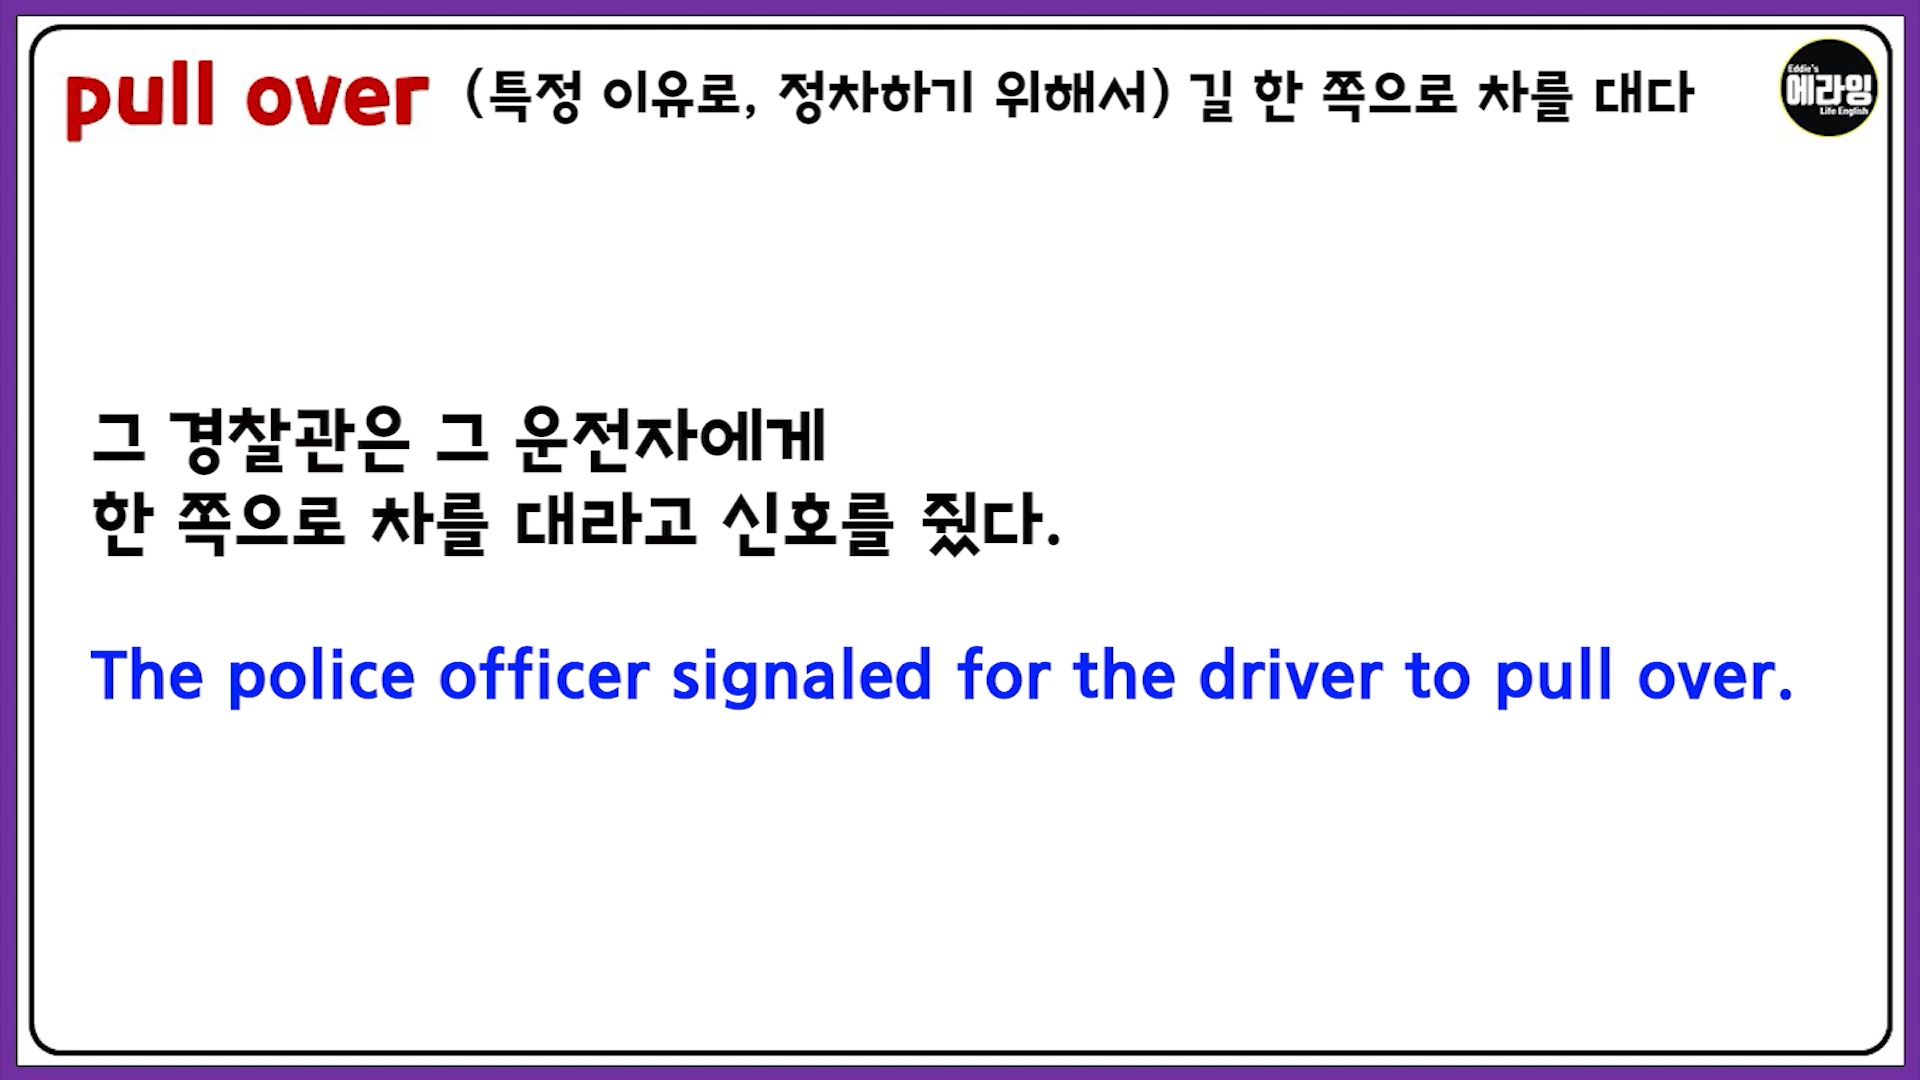 pull over (특정 이유로, 정차하기 위해서) 길 한 쪽으로 차를 대다
Eddie's
에라잉
Life English
그 경찰관은 그 운전자에게
한 쪽으로 차를 대라고 신호를 줬다.
The police officer signaled for the driver to pull over.